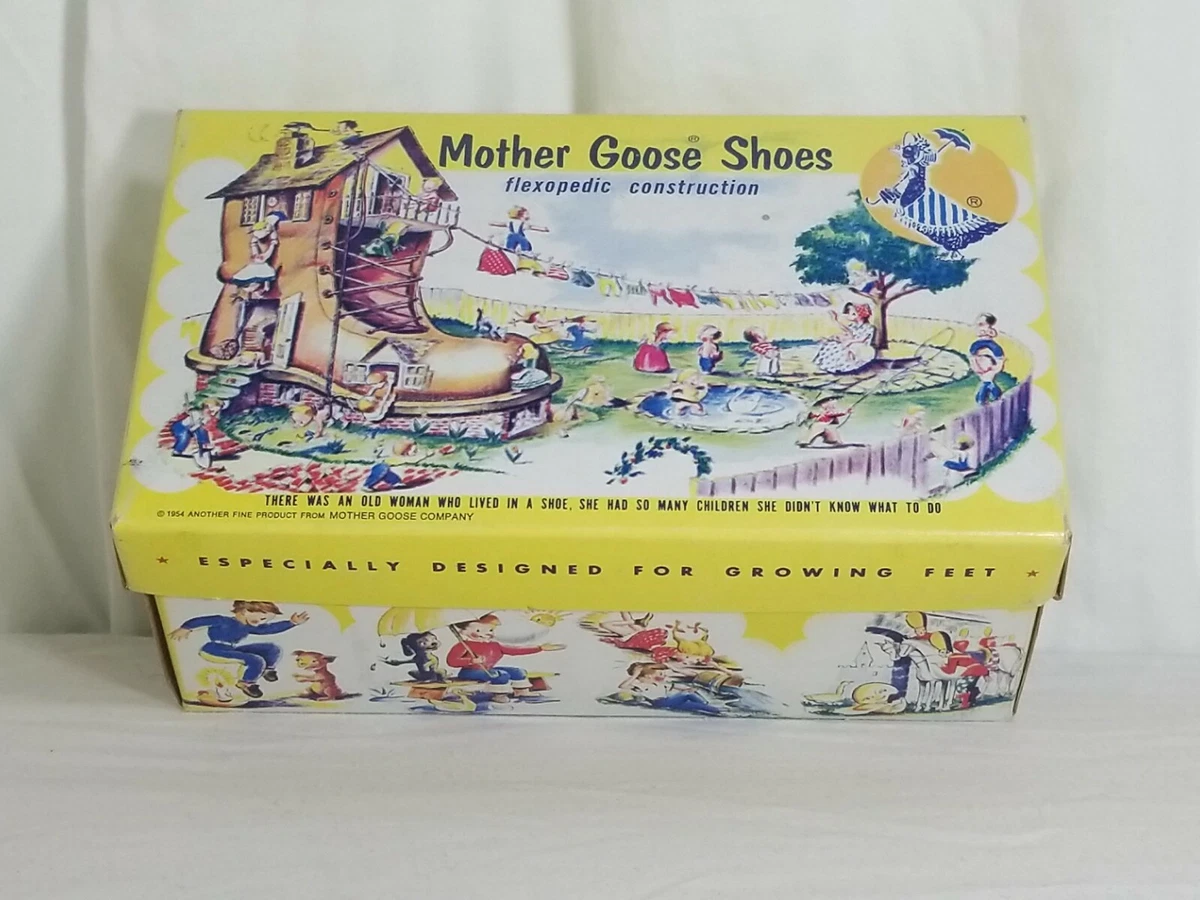 Mother Goose® Shoes
flexopedic construction
®
THERE WAS AN OLD WOMAN WHO LIVED IN A SHOE, SHE HAD SO MANY CHILDREN SHE DIDN'T KNOW WHAT TO DO
© 1954 ANOTHER FINE PRODUCT FROM MOTHER GOOSE COMPANY
★ ESPECIALLY DESIGNED FOR GROWING FEET ★